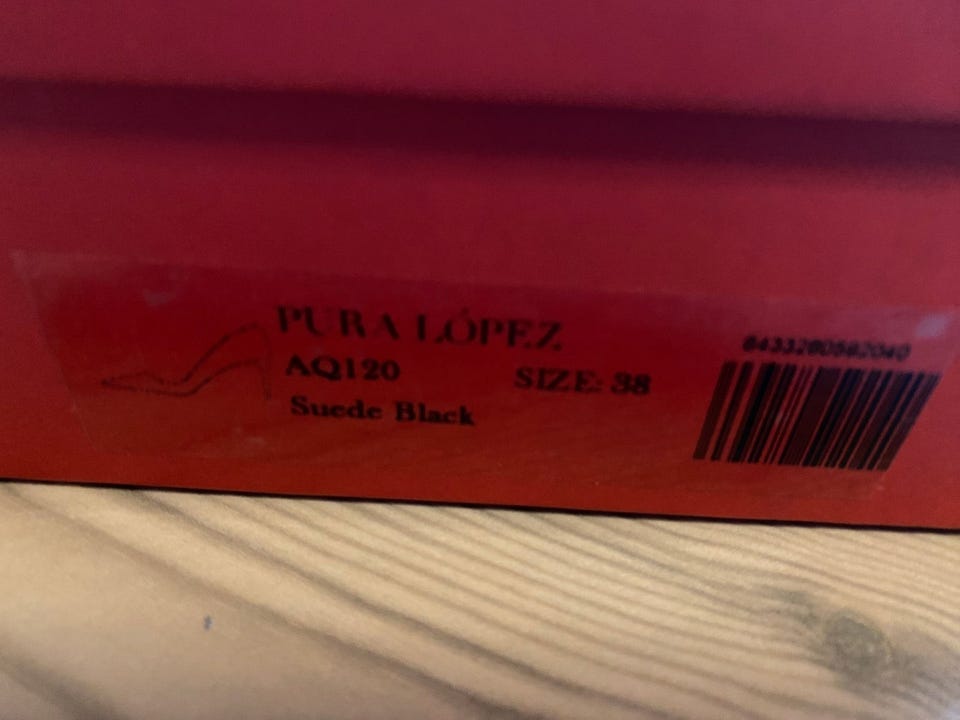 PURA LÓPEZ
AQ120 SIZE: 38
Suede Black